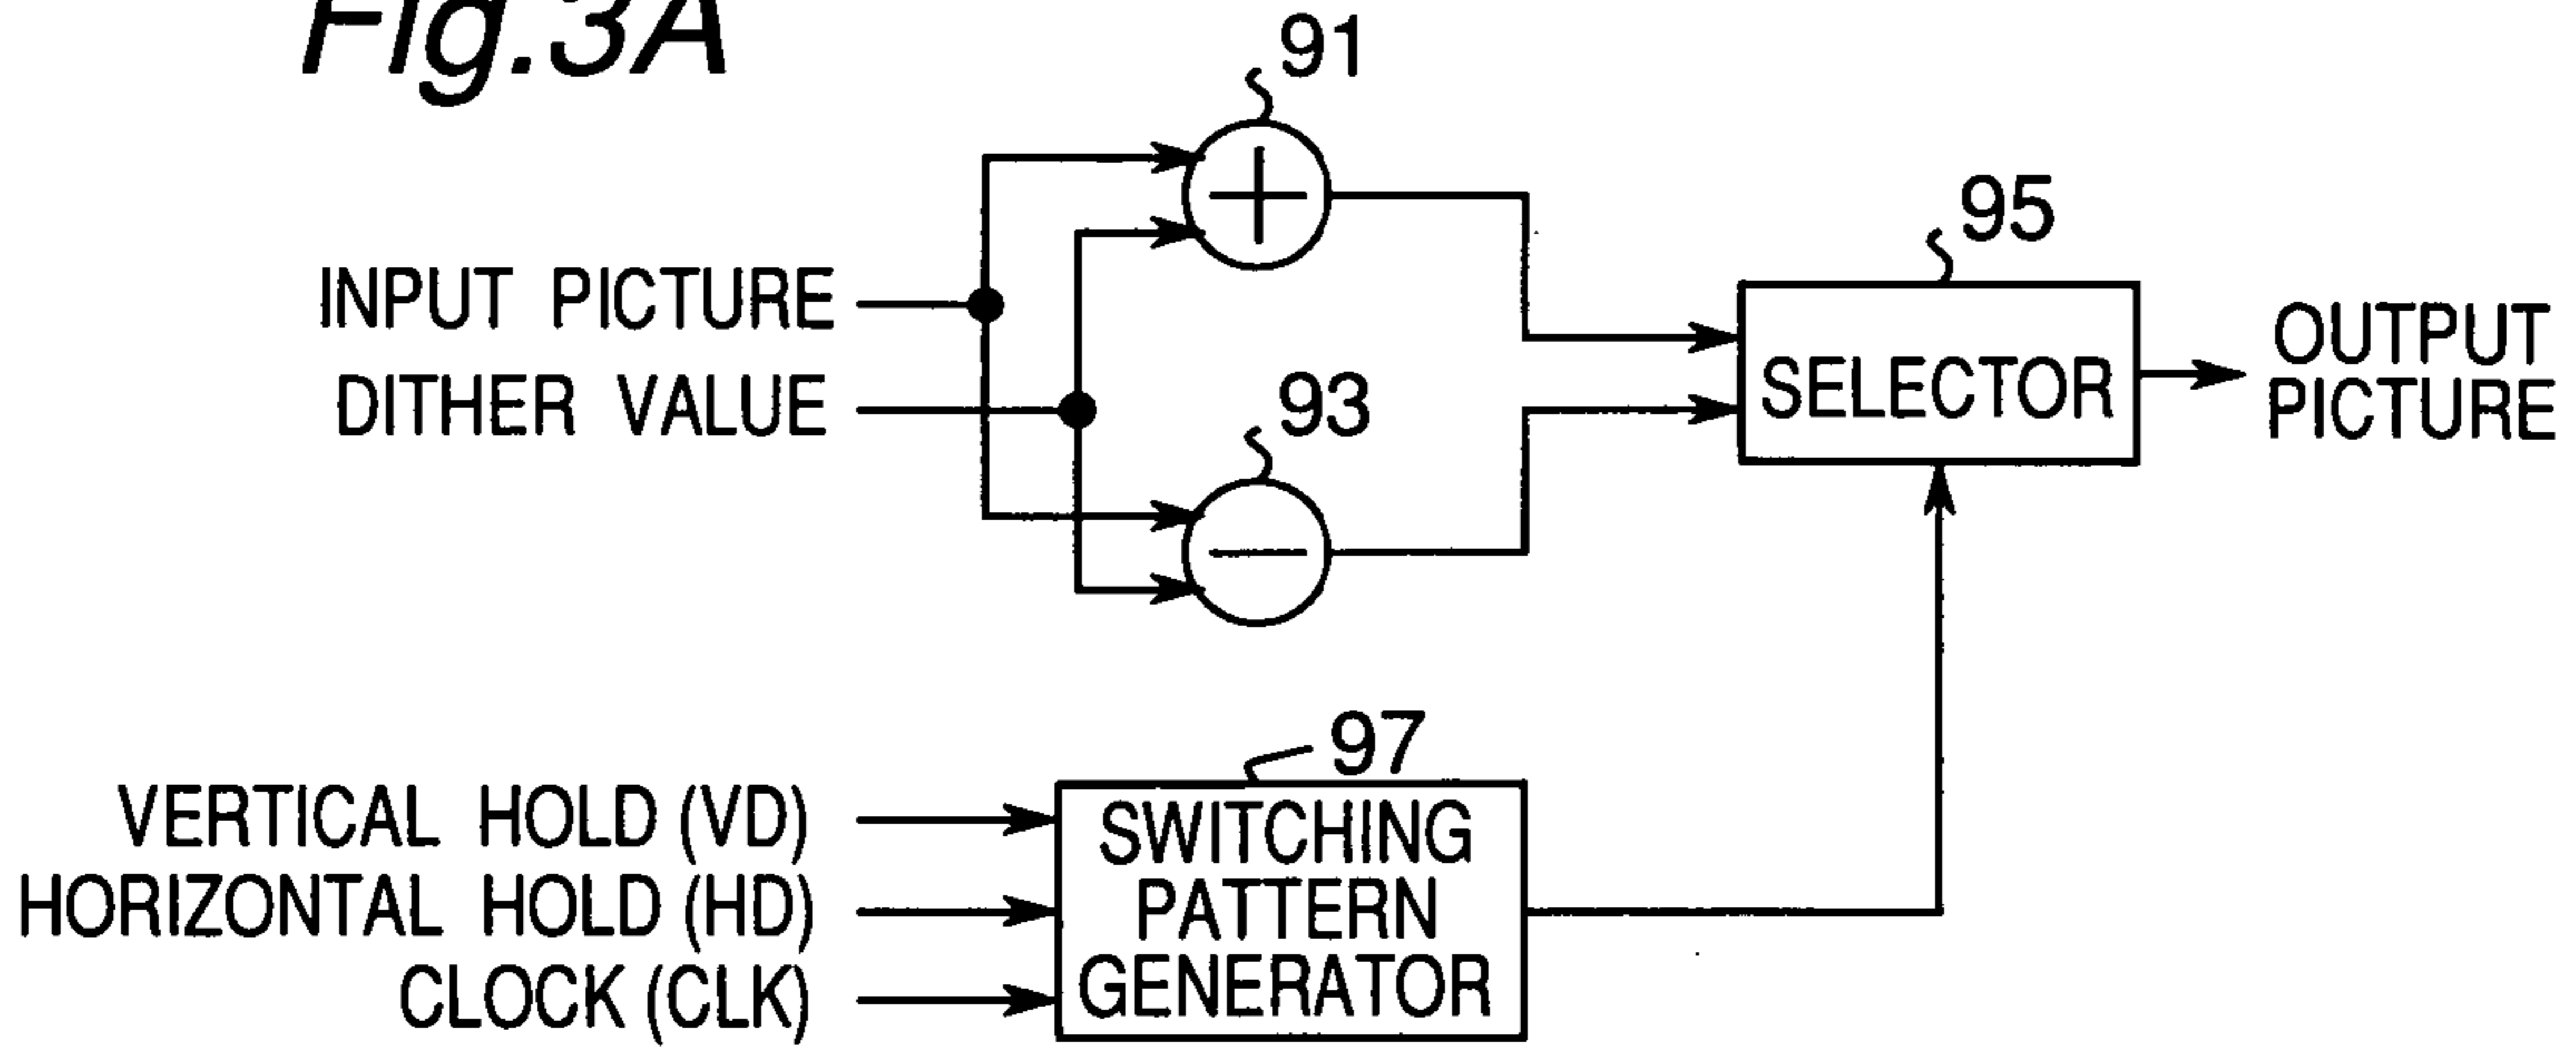 Fig.3A
91
95
INPUT PICTURE
DITHER VALUE
93
SELECTOR
OUTPUT
PICTURE
97
VERTICAL HOLD (VD)
HORIZONTAL HOLD (HD)
CLOCK (CLK)
SWITCHING
PATTERN
GENERATOR